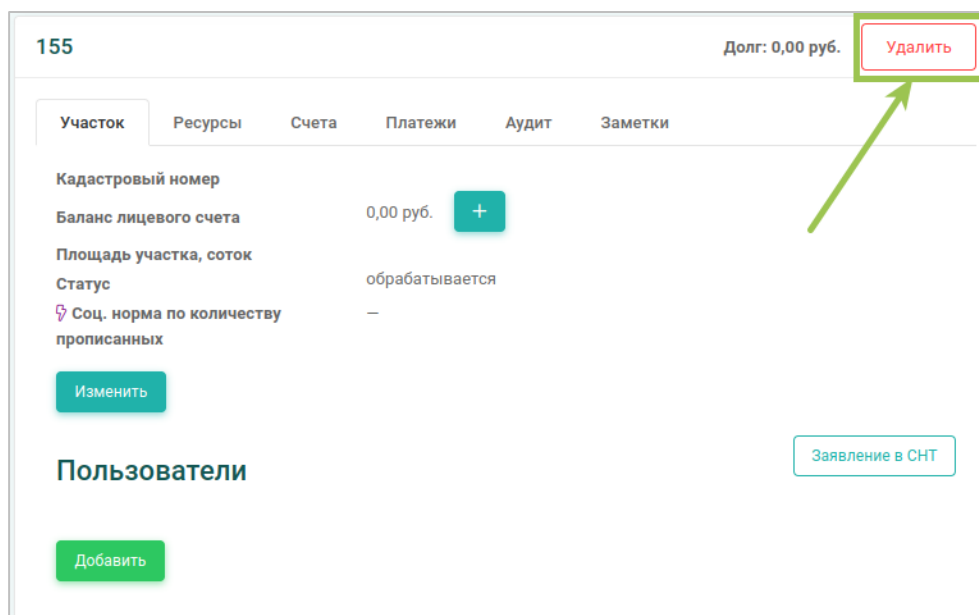 155
Долг: 0,00 руб.
Удалить
Участок
Ресурсы
Счета
Платежи
Аудит
Заметки
Кадастровый номер
Баланс лицевого счета
0,00 руб.
+
Площадь участка, соток
Статус
обрабатывается
Соц. норма по количеству
прописанных
—
Изменить
Пользователи
Заявление в СНТ
Добавить